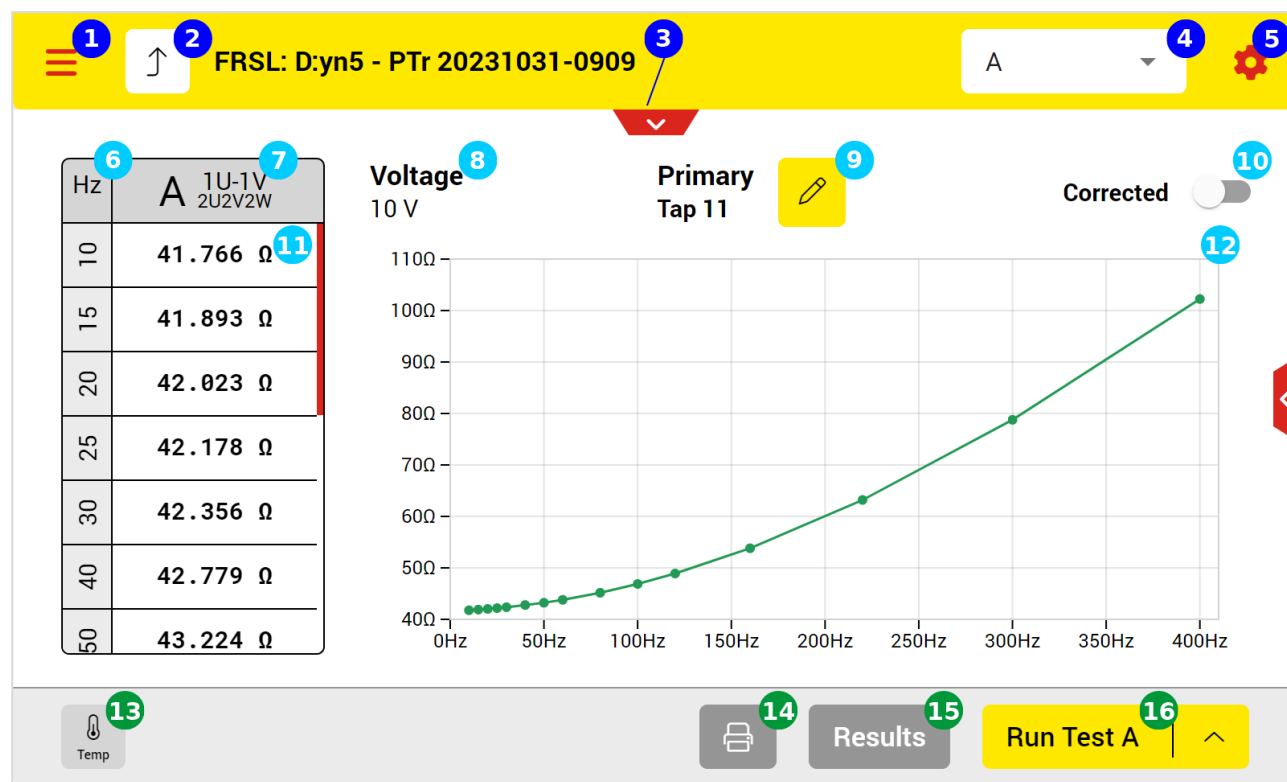 1
2
3
4
5
FRSL: D:yn5 - PTr 20231031-0909
A
6
7
8
9
10
Hz
A 1U-1V
2U2V2W
Voltage
10 V
Primary
Tap 11
Corrected
11
12
10 41.766 Ω
15 41.893 Ω
20 42.023 Ω
25 42.178 Ω
30 42.356 Ω
40 42.779 Ω
50 43.224 Ω
110Ω
100Ω
90Ω
80Ω
70Ω
60Ω
50Ω
40Ω
0Hz 50Hz 100Hz 150Hz 200Hz 250Hz 300Hz 350Hz 400Hz
13
14
15
16
Temp
Results
Run Test A